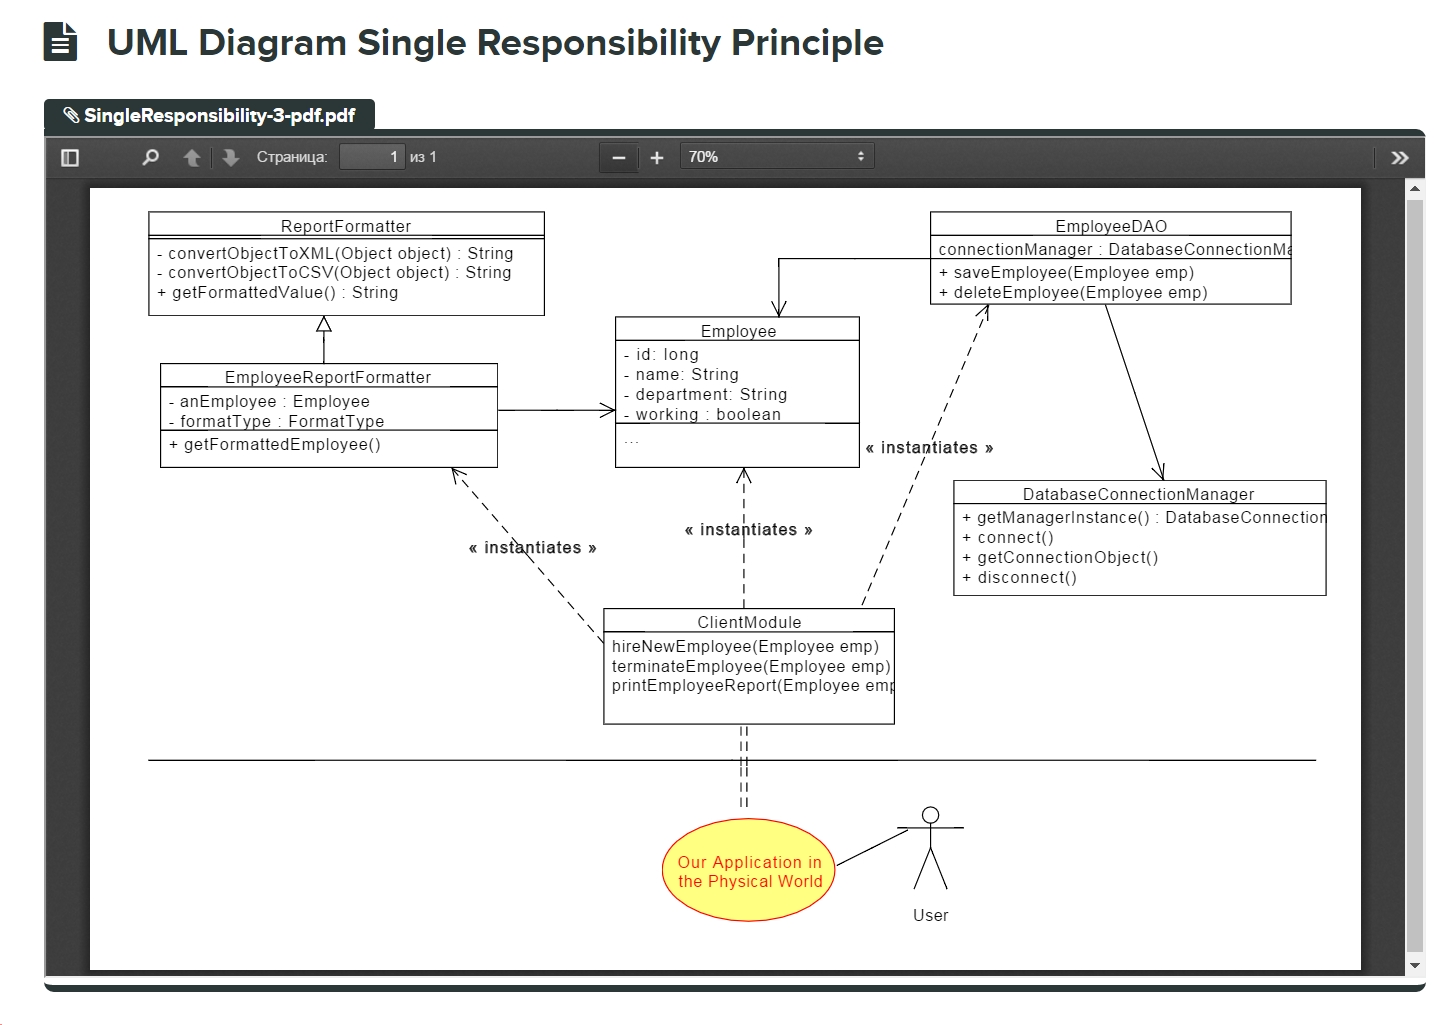 UML Diagram Single Responsibility Principle
SingleResponsibility-3-pdf.pdf
Страница: 1 из 1
70%
ReportFormatter
- convertObjectToXML(Object object) : String
- convertObjectToCSV(Object object) : String
+ getFormattedValue() : String
EmployeeDAO
connectionManager : DatabaseConnectionMa
+ saveEmployee(Employee emp)
+ deleteEmployee(Employee emp)
Employee
- id: long
- name: String
- department: String
- working : boolean
...
EmployeeReportFormatter
- anEmployee : Employee
- formatType : FormatType
+ getFormattedEmployee()
« instantiates »
« instantiates »
« instantiates »
DatabaseConnectionManager
+ getManagerInstance() : DatabaseConnection
+ connect()
+ getConnectionObject()
+ disconnect()
ClientModule
hireNewEmployee(Employee emp)
terminateEmployee(Employee emp)
printEmployeeReport(Employee emp
Our Application in
the Physical World
User